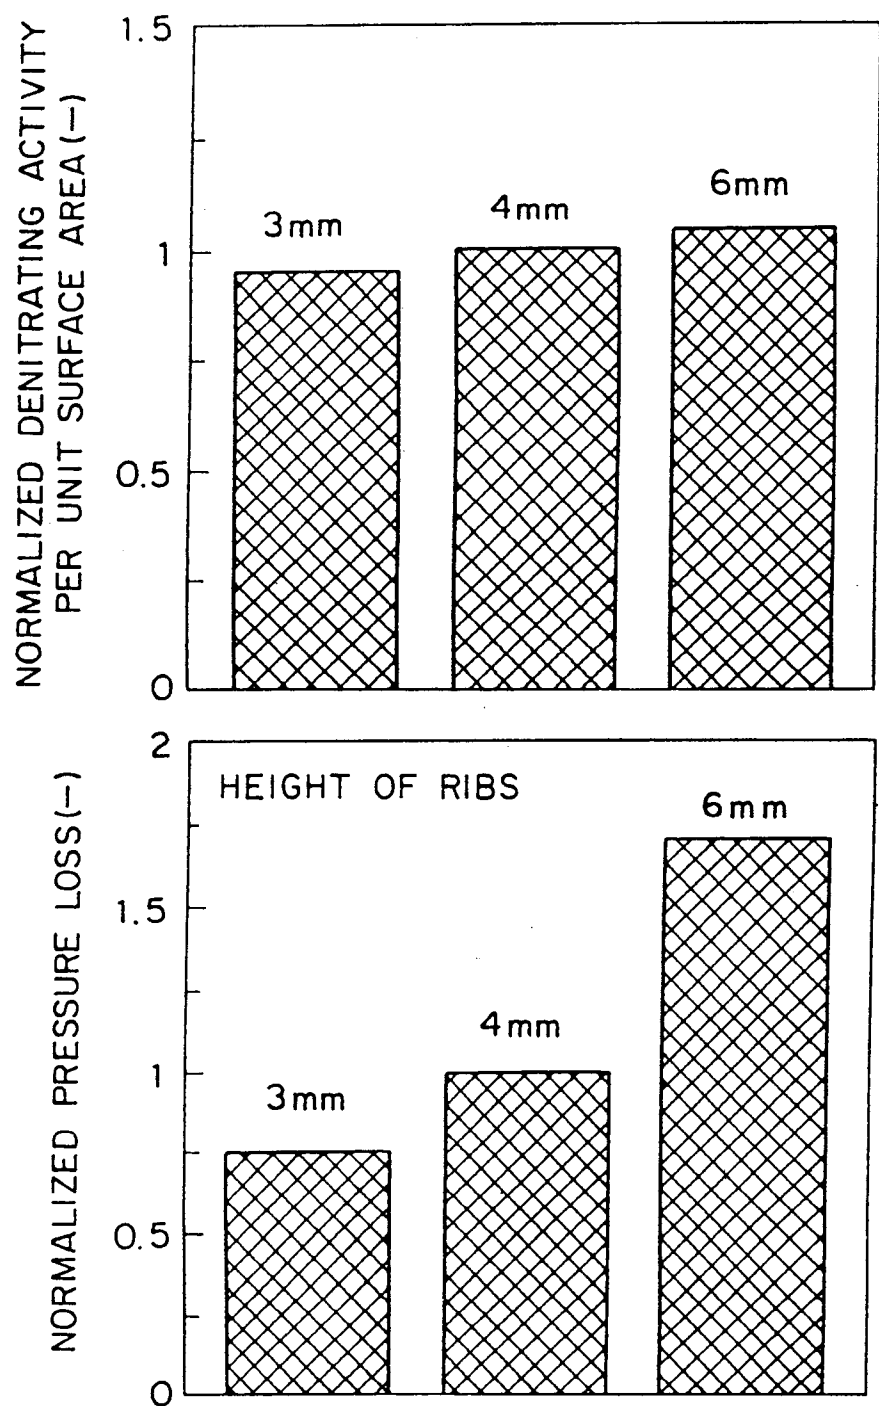 NORMALIZED DENITRATING ACTIVITY
PER UNIT SURFACE AREA (—)
1.5
1
0.5
0
3mm
4mm
6mm
NORMALIZED PRESSURE LOSS (—)
2
1.5
1
0.5
0
HEIGHT OF RIBS
3mm
4mm
6mm